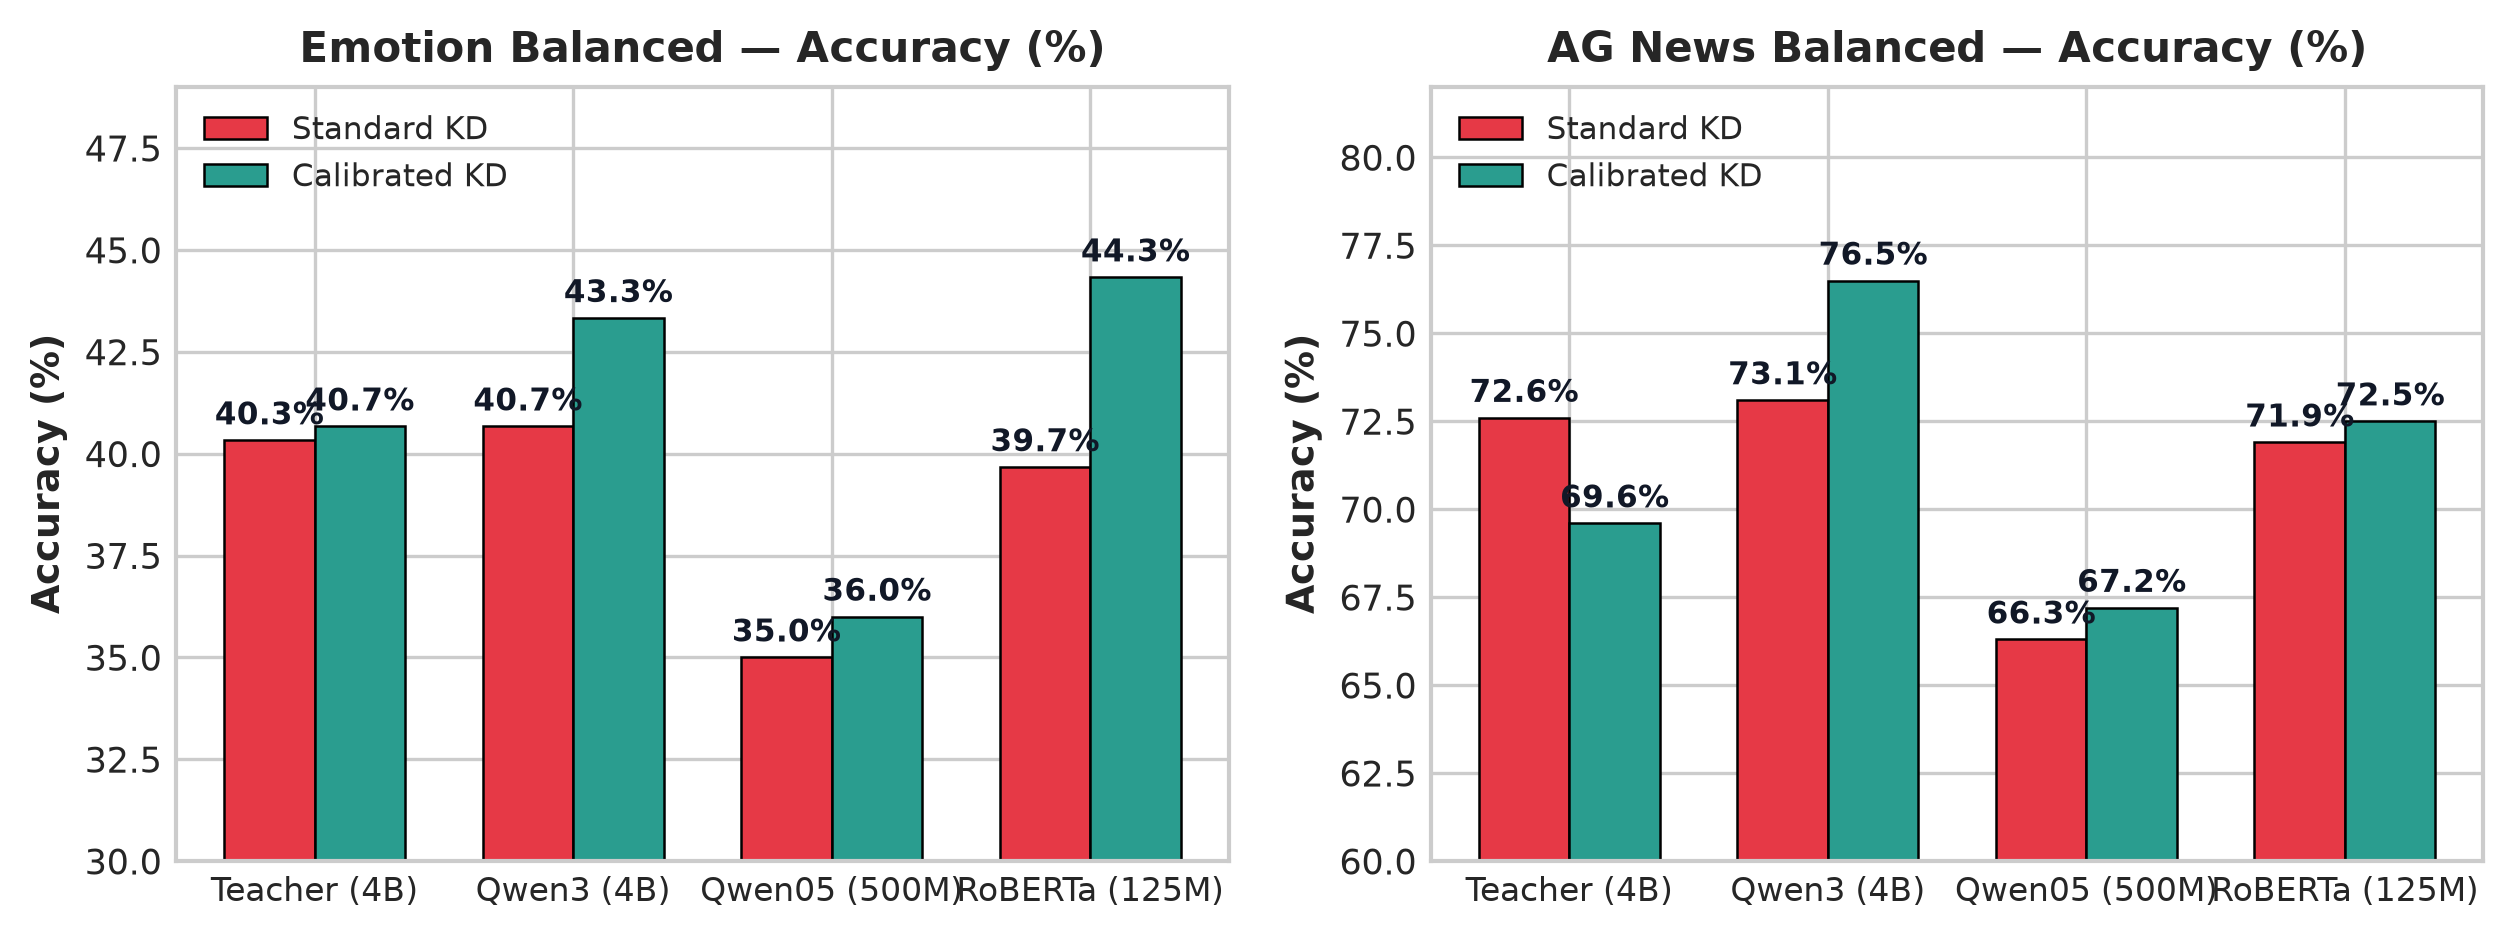 Emotion Balanced — Accuracy (%)
Standard KD
Calibrated KD
Accuracy (%)
47.5
45.0
42.5
40.0
37.5
35.0
32.5
30.0
40.3%
40.7%
40.7%
43.3%
35.0%
36.0%
39.7%
44.3%
Teacher (4B)
Qwen3 (4B)
Qwen05 (500M)
RoBERTa (125M)
AG News Balanced — Accuracy (%)
Standard KD
Calibrated KD
Accuracy (%)
80.0
77.5
75.0
72.5
70.0
67.5
65.0
62.5
60.0
72.6%
69.6%
73.1%
76.5%
66.3%
67.2%
71.9%
72.5%
Teacher (4B)
Qwen3 (4B)
Qwen05 (500M)
RoBERTa (125M)